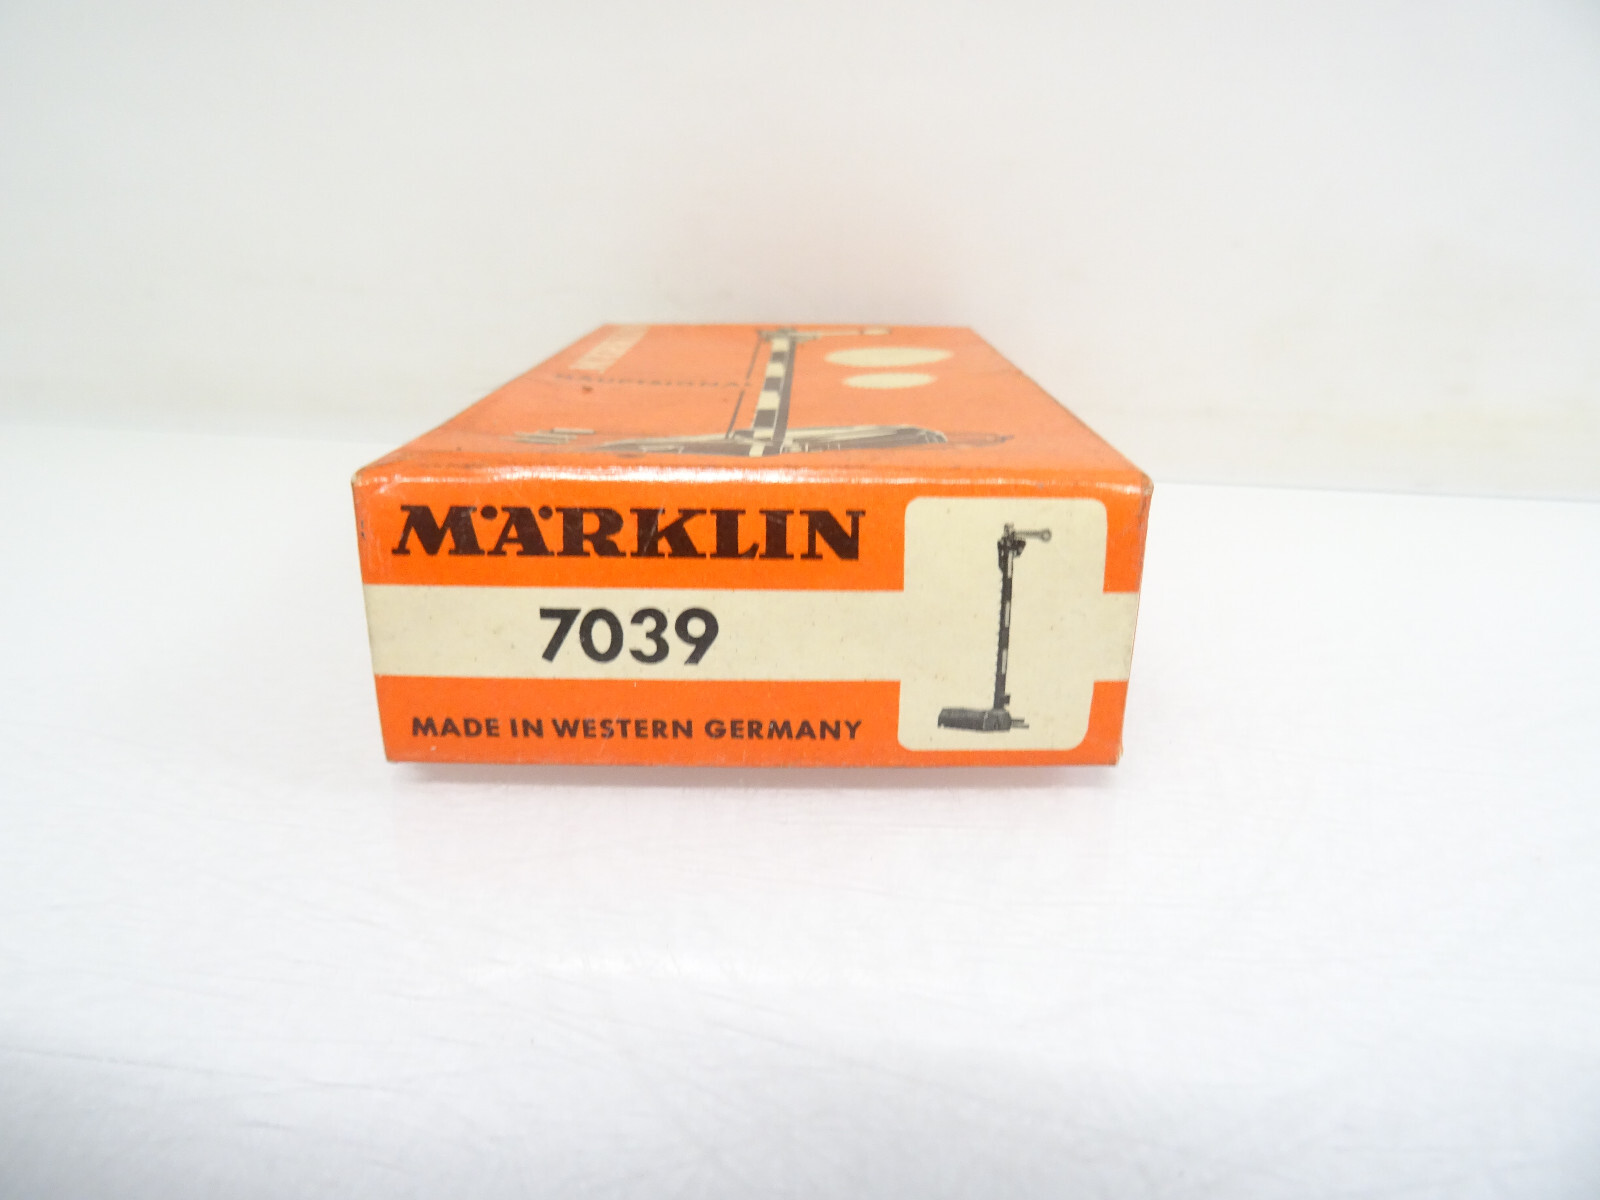 MÄRKLIN
7039
MADE IN WESTERN GERMANY